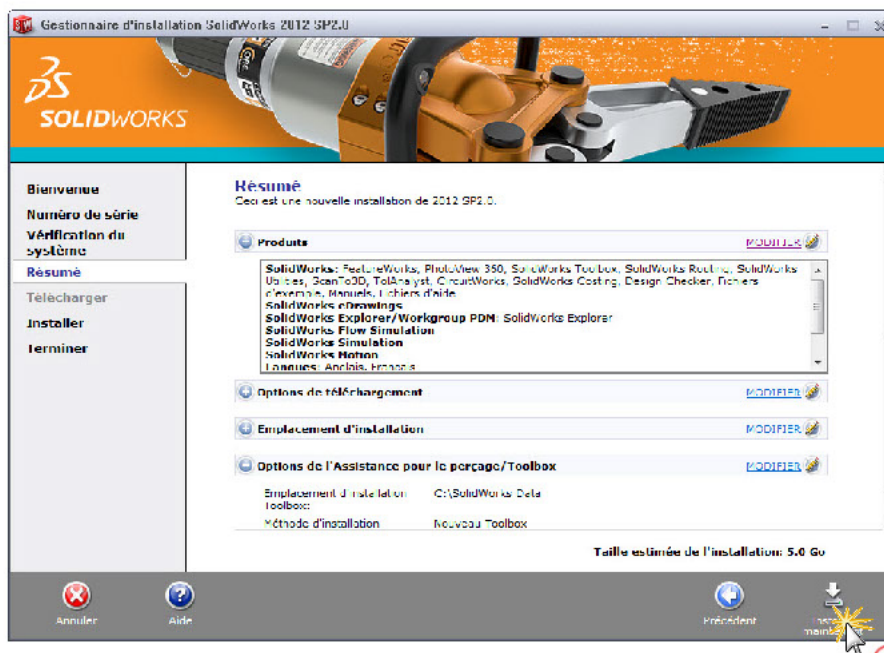 Gestionnaire d'installation SolidWorks 2012 SP2.0
DS
SOLIDWORKS
Bienvenue
Numéro de série
Vérification du
système
Résumé
Télécharger
Installer
Terminer
Résumé
Ceci est une nouvelle installation de 2012 SP2.0.
Produits
MODIFIER
SolidWorks: FeatureWorks, PhotoView 360, SolidWorks Toolbox, SolidWorks Routing, SolidWorks
Utilities, ScanTo3D, TolAnalyst, CircuitWorks, SolidWorks Costing, Design Checker, Fichiers
d'exemple, Manuels, Fichiers d'aide
SolidWorks eDrawings
SolidWorks Explorer/Workgroup PDM: SolidWorks Explorer
SolidWorks Flow Simulation
SolidWorks Simulation
SolidWorks Motion
Langues: Anglais, Français
Options de téléchargement
MODIFIER
Emplacement d'installation
MODIFIER
Options de l'Assistance pour le perçage/Toolbox
MODIFIER
Emplacement d'installation C:\SolidWorks Data
Toolbox:
Méthode d'installation Nouveau Toolbox
Taille estimée de l'installation: 5.0 Go
Annuler
Aide
Précédent